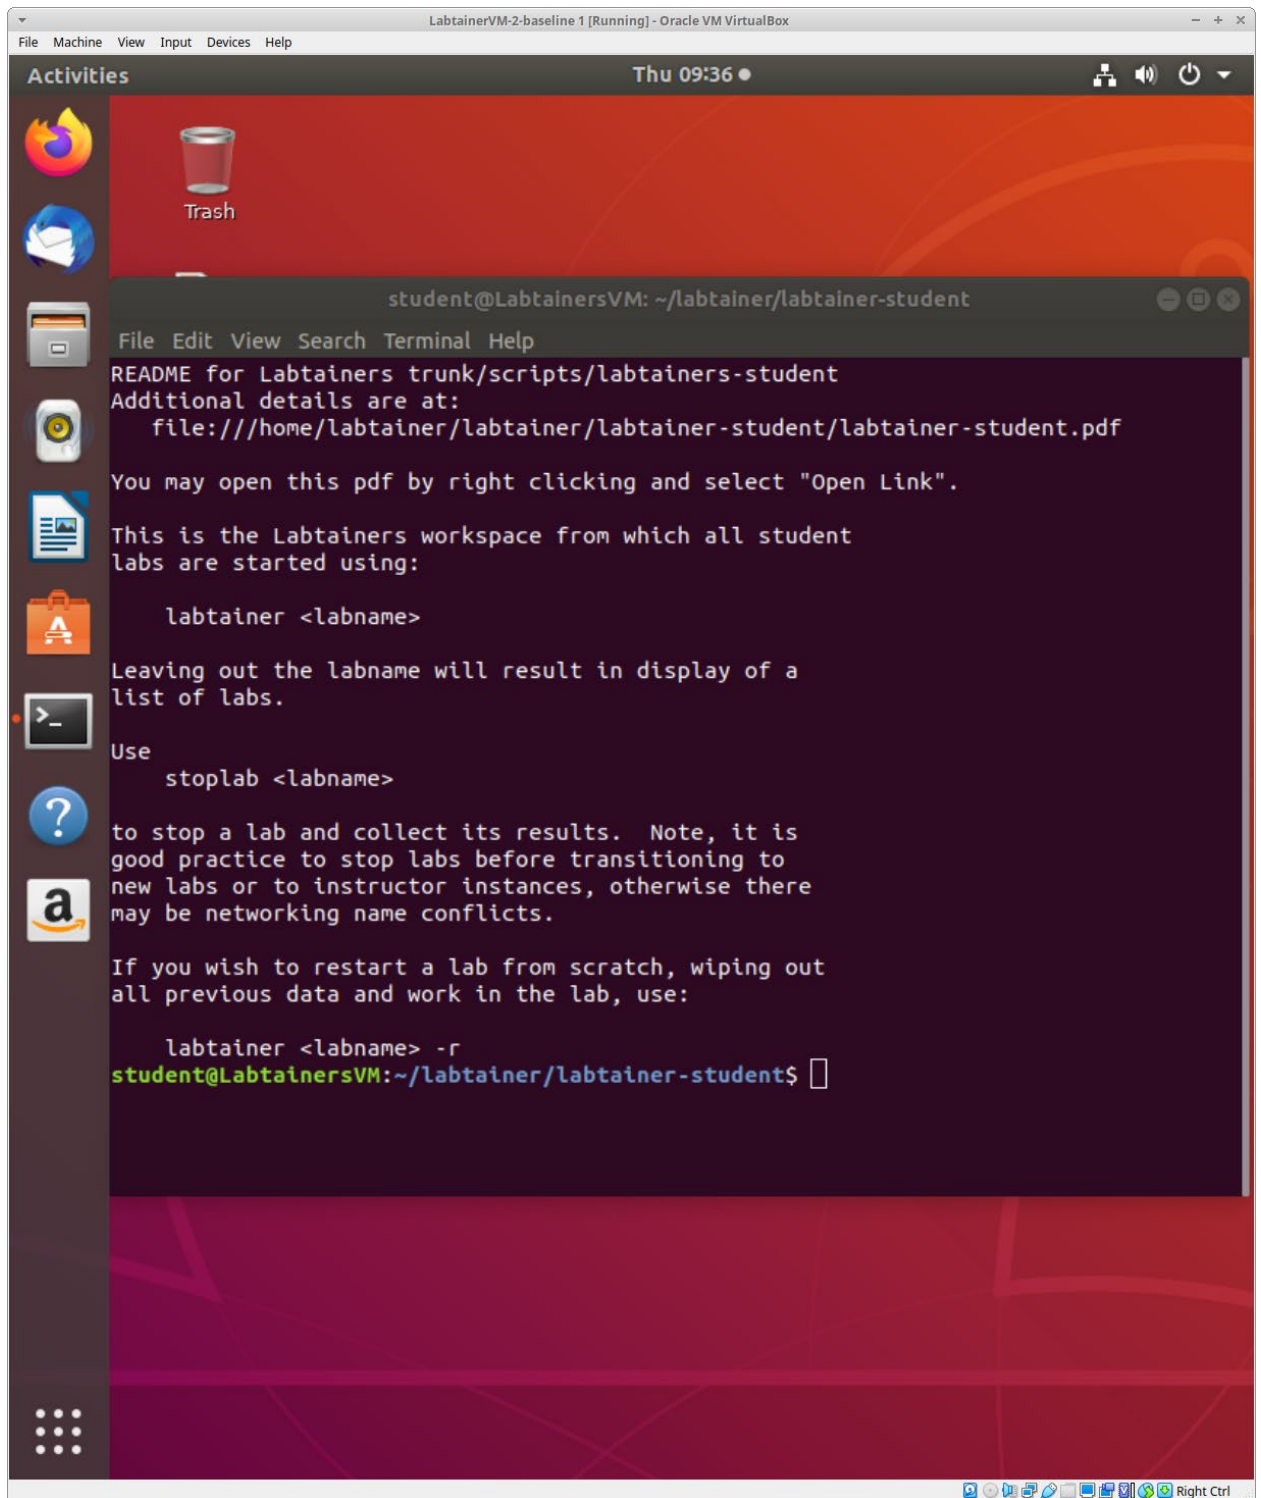 LabtainerVM-2-baseline 1 [Running] - Oracle VM VirtualBox
File Machine View Input Devices Help
Activities Thu 09:36
Trash
student@LabtainersVM: ~/labtainer/labtainer-student
File Edit View Search Terminal Help
README for Labtainers trunk/scripts/labtainers-student
Additional details are at:
file:///home/labtainer/labtainer/labtainer-student/labtainer-student.pdf
You may open this pdf by right clicking and select "Open Link".
This is the Labtainers workspace from which all student
labs are started using:
labtainer <labname>
Leaving out the labname will result in display of a
list of labs.
Use
stoplab <labname>
to stop a lab and collect its results.  Note, it is
good practice to stop labs before transitioning to
new labs or to instructor instances, otherwise there
may be networking name conflicts.
If you wish to restart a lab from scratch, wiping out
all previous data and work in the lab, use:
labtainer <labname> -r
student@LabtainersVM:~/labtainer/labtainer-student$
Right Ctrl